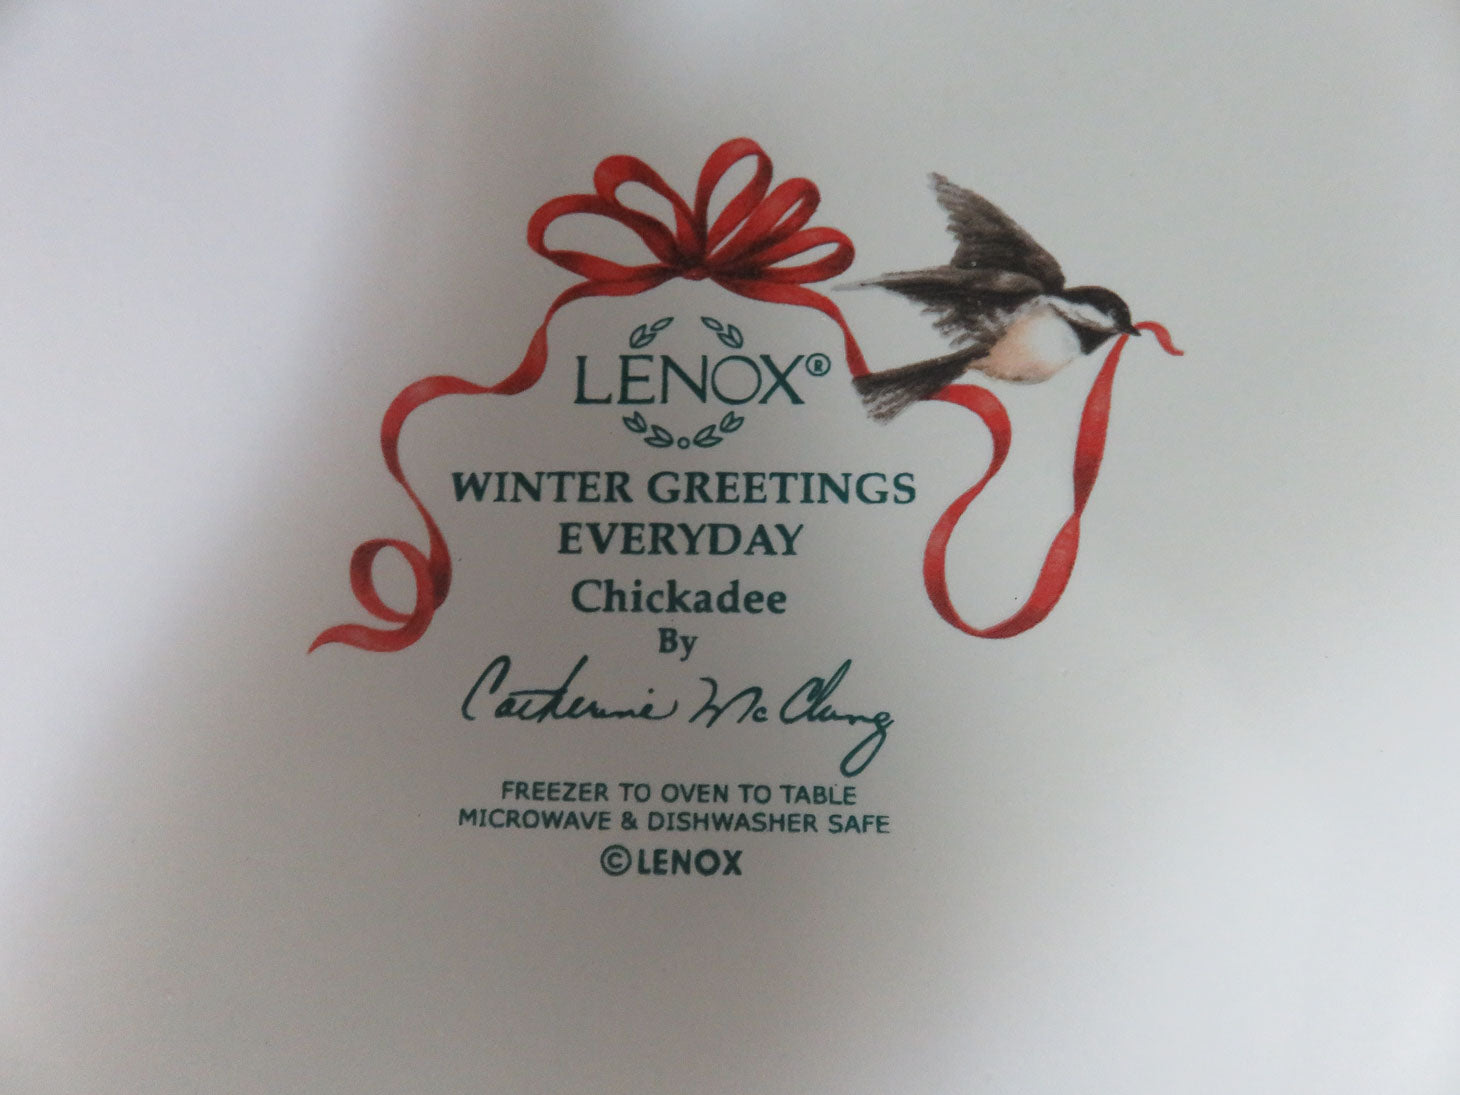 LENOX®
WINTER GREETINGS
EVERYDAY
Chickadee
By
Catherine McClung
FREEZER TO OVEN TO TABLE
MICROWAVE & DISHWASHER SAFE
©LENOX